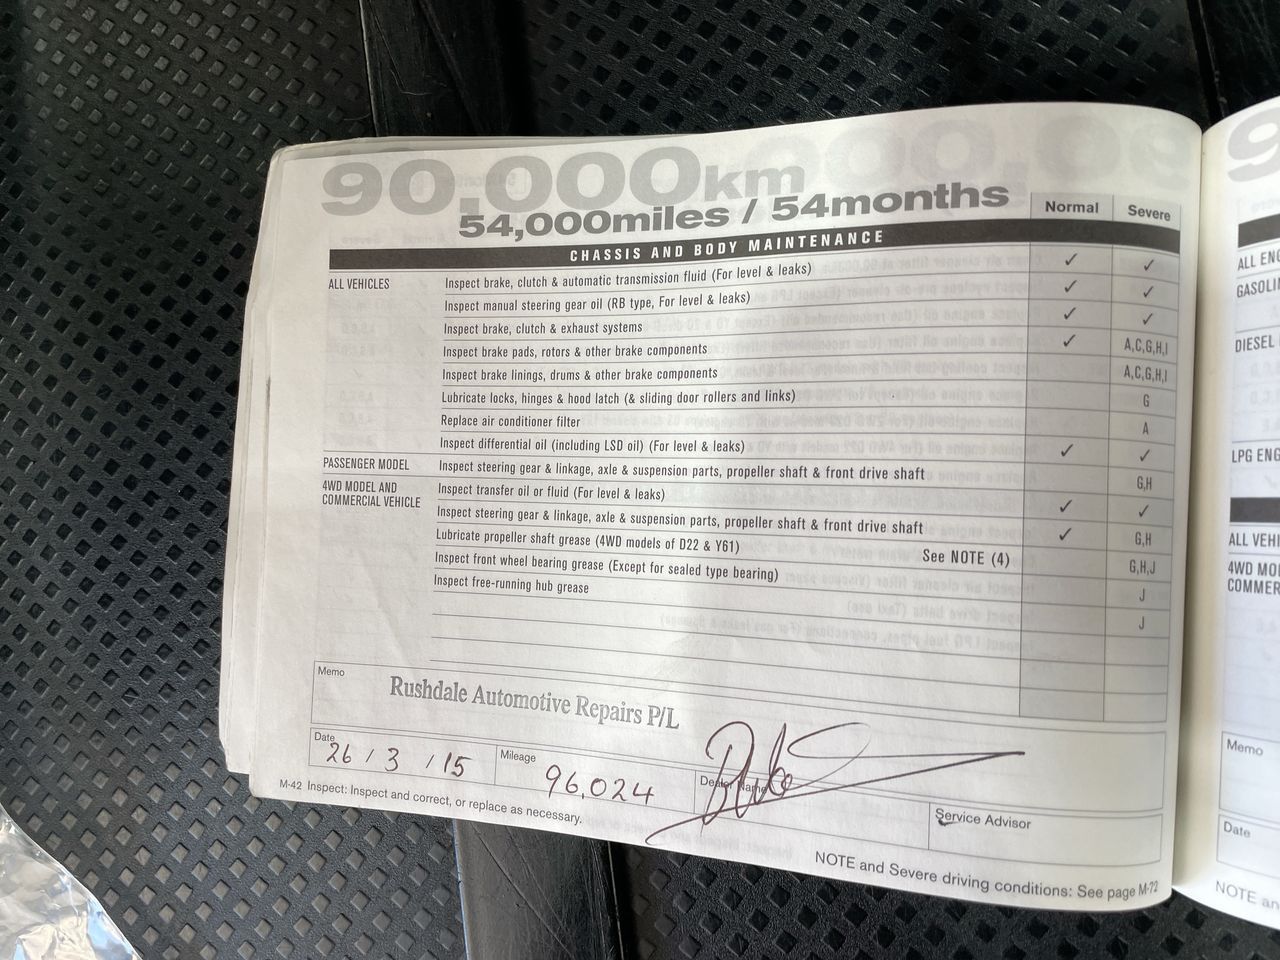 90,000km
54,000miles / 54months
Normal Severe
CHASSIS AND BODY MAINTENANCE
ALL VEHICLES Inspect brake, clutch & automatic transmission fluid (For level & leaks) ✓ ✓
Inspect manual steering gear oil (RB type, For level & leaks) ✓ ✓
Inspect brake, clutch & exhaust systems ✓ ✓
Inspect brake pads, rotors & other brake components ✓ A,C,G,H,I
Inspect brake linings, drums & other brake components A,C,G,H,I
Lubricate locks, hinges & hood latch (& sliding door rollers and links) G
Replace air conditioner filter A
Inspect differential oil (including LSD oil) (For level & leaks) ✓ ✓
PASSENGER MODEL Inspect steering gear & linkage, axle & suspension parts, propeller shaft & front drive shaft G,H
4WD MODEL AND COMMERCIAL VEHICLE Inspect transfer oil or fluid (For level & leaks) ✓ ✓
Inspect steering gear & linkage, axle & suspension parts, propeller shaft & front drive shaft ✓ G,H
Lubricate propeller shaft grease (4WD models of D22 & Y61) See NOTE (4) G,H,J
Inspect front wheel bearing grease (Except for sealed type bearing) J
Inspect free-running hub grease J
Memo
Rushdale Automotive Repairs P/L
Date 26 / 3 / 15
Mileage 96,024
Dealer Name
Service Advisor
M-42 Inspect: Inspect and correct, or replace as necessary.
NOTE and Severe driving conditions: See page M-72
9
ALL ENG
GASOLIN
DIESEL
LPG ENG
ALL VEHI
4WD MOD
COMMER
Memo
Date
NOTE an